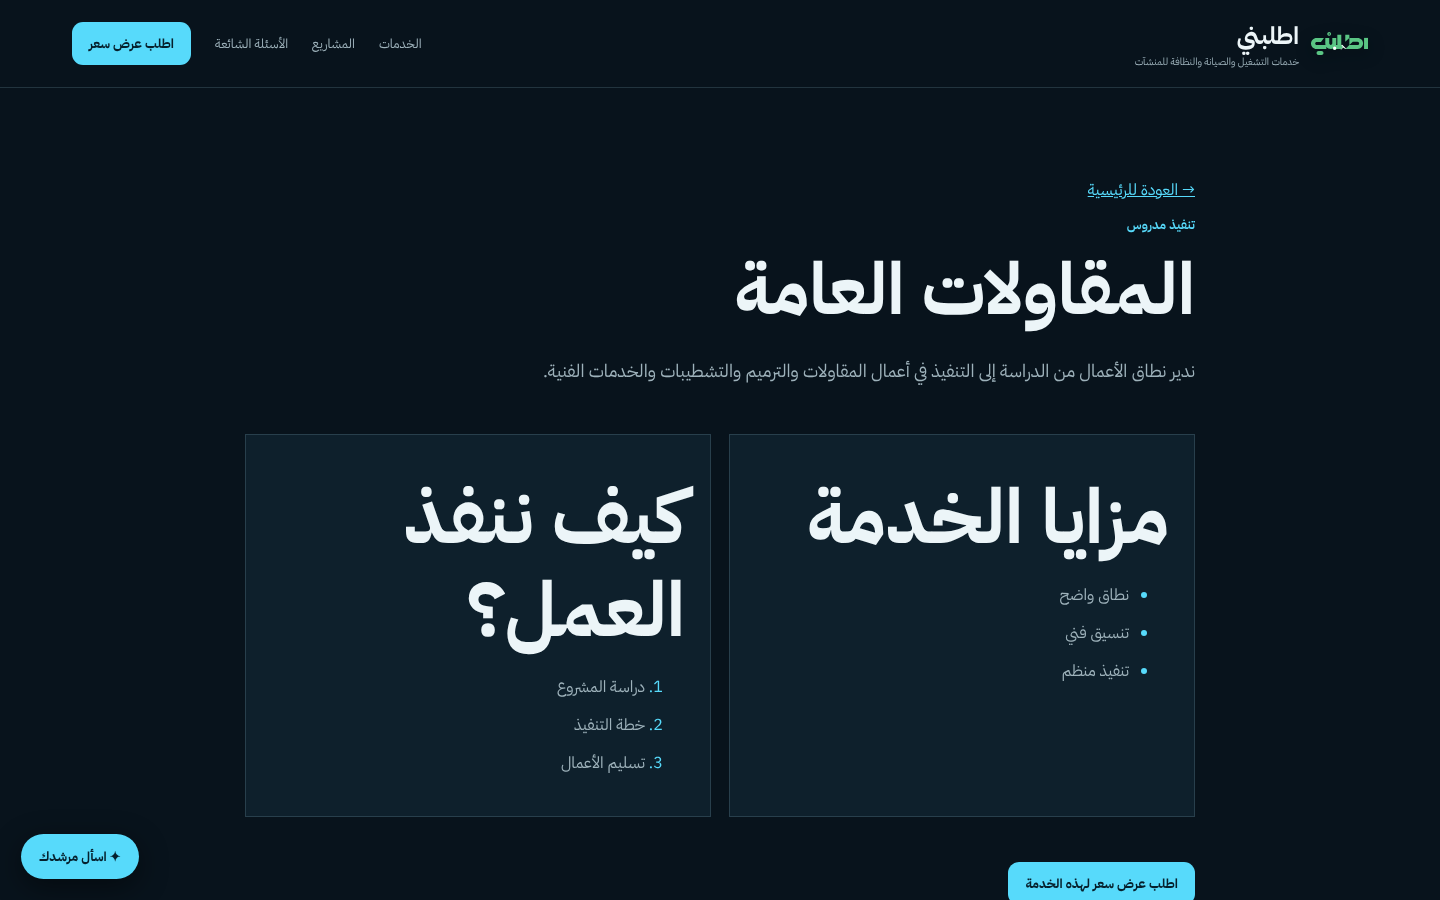 اطلبني
اطلبني
خدمات التشغيل والصيانة والنظافة للمنشآت
الخدمات
المشاريع
الأسئلة الشائعة
اطلب عرض سعر
→ العودة للرئيسية
تنفيذ مدروس
المقاولات العامة
ندير نطاق الأعمال من الدراسة إلى التنفيذ في أعمال المقاولات والترميم والتشطيبات والخدمات الفنية.
مزايا الخدمة
• نطاق واضح
• تنسيق فني
• تنفيذ منظم
كيف ننفذ
العمل؟
1. دراسة المشروع
2. خطة التنفيذ
3. تسليم الأعمال
اطلب عرض سعر لهذه الخدمة
✦ اسأل مرشدك